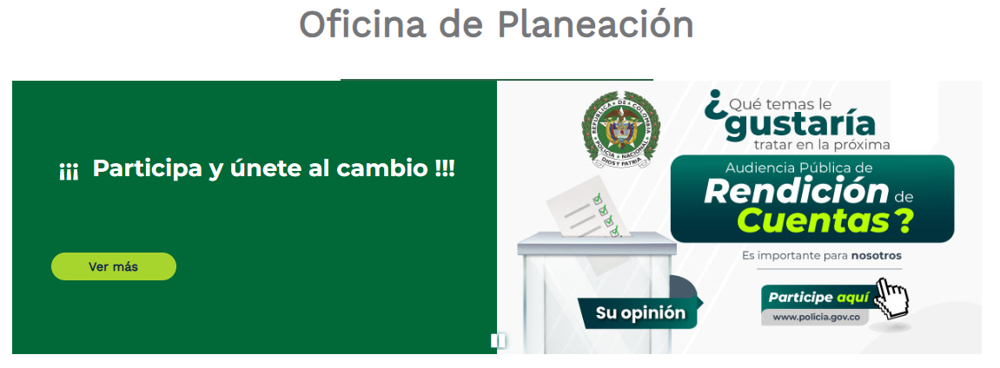 Oficina de Planeación
¡¡¡ Participa y únete al cambio !!!
Ver más
REPUBLICA DE COLOMBIA
POLICIA NACIONAL
DIOS Y PATRIA
¿Qué temas le
gustaría
tratar en la próxima
Audiencia Pública de
Rendición de
Cuentas?
Es importante para nosotros
Su opinión
Participe aquí
www.policia.gov.co